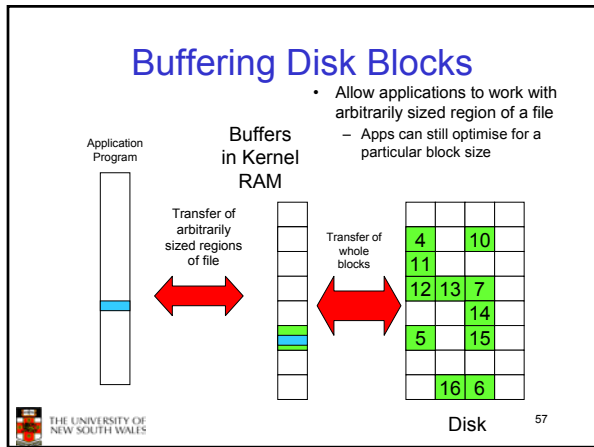 Buffering Disk Blocks
• Allow applications to work with
arbitrarily sized region of a file
– Apps can still optimise for a
particular block size
Application
Program
Buffers
in Kernel
RAM
Transfer of
arbitrarily
sized regions
of file
Transfer of
whole
blocks
4 10
11
12 13 7
14
5 15
16 6
Disk
THE UNIVERSITY OF
NEW SOUTH WALES
57